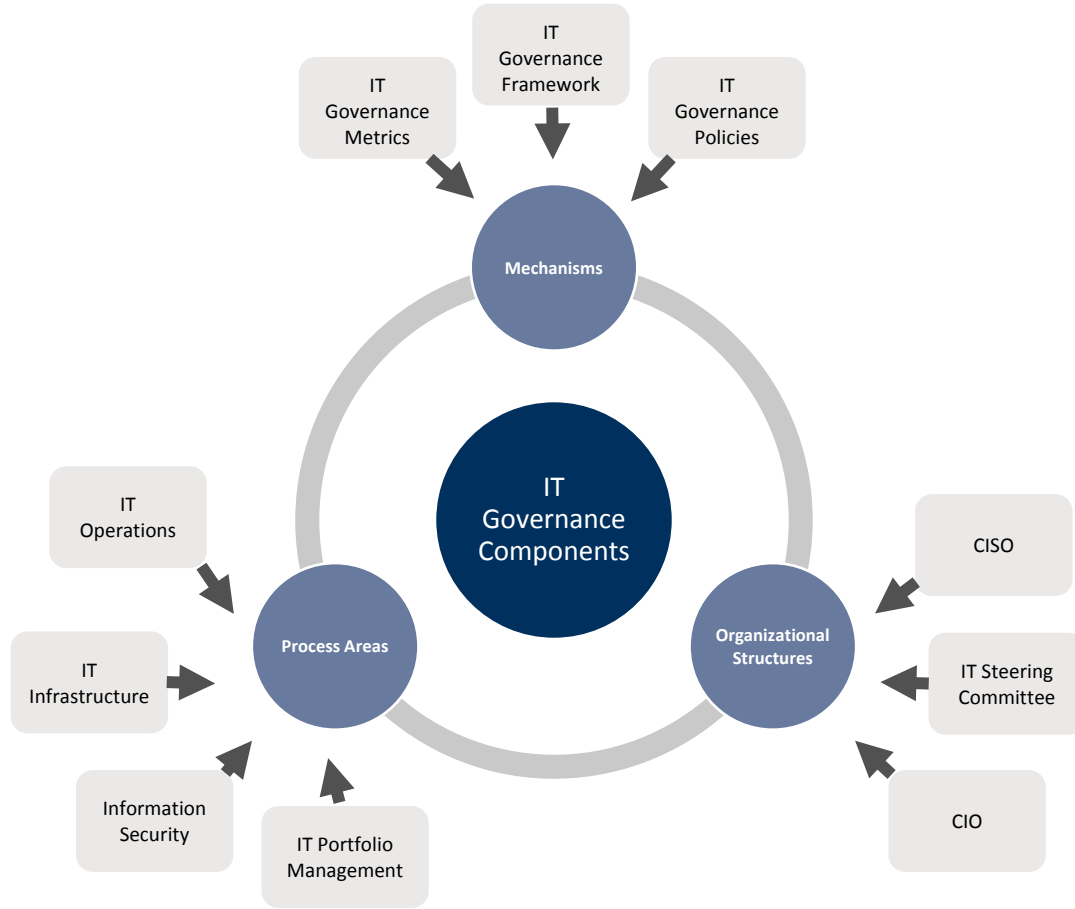 IT
Governance
Framework
IT
Governance
Metrics
IT
Governance
Policies
Mechanisms
IT
Governance
Components
IT
Operations
CISO
Process Areas
Organizational
Structures
IT
Infrastructure
IT Steering
Committee
Information
Security
IT Portfolio
Management
CIO